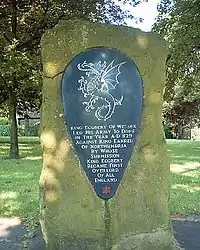 King Egbert of Wessex
Led His Army to Dore
in the Year A·D 829
Against King Eanred
of Northumbria
By Whose
Submission
King Egbert
Became First
Overlord
of All
England